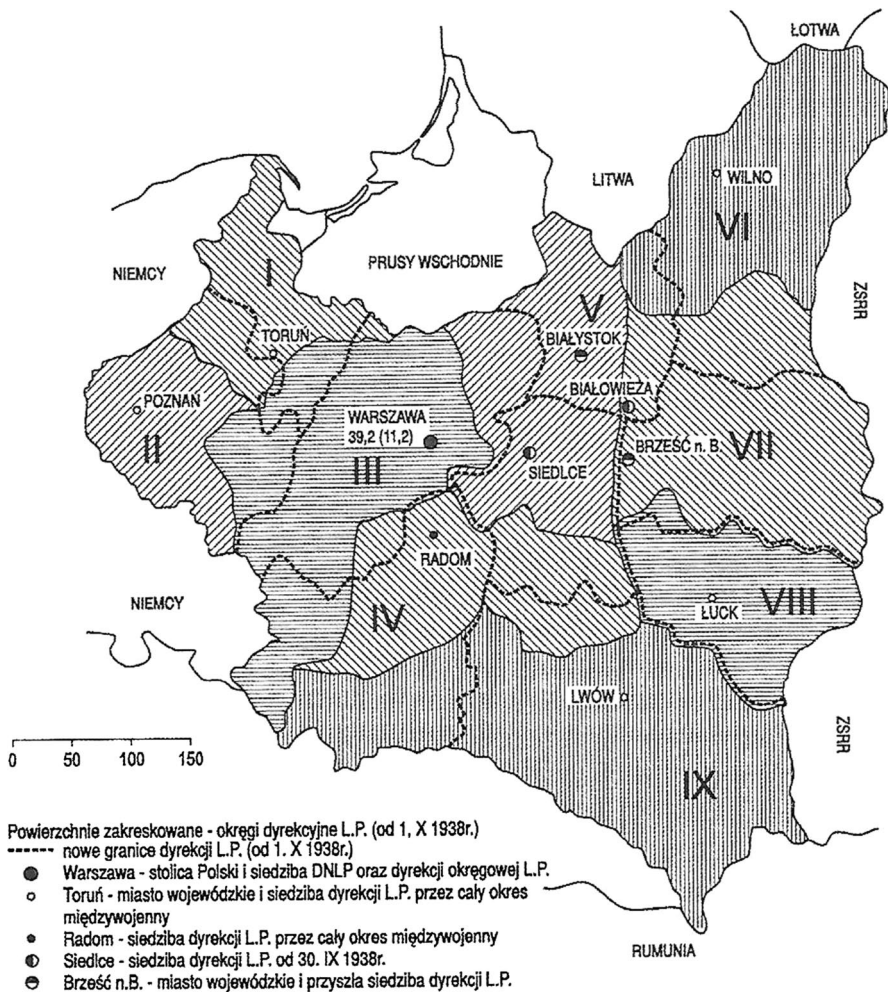 ŁOTWA
WILNO
LITWA
VI
PRUSY WSCHODNIE
NIEMCY
I
ZSRR
V
TORUŃ
BIAŁYSTOK
BIAŁOWIEŻA
POZNAŃ
WARSZAWA
39,2 (11,2)
II
III
SIEDLCE
BRZEŚĆ n. B.
VII
RADOM
NIEMCY
IV
ŁUCK
VIII
LWÓW
ZSRR
IX
0 50 100 150
RUMUNIA
Powierzchnie zakreskowane - okręgi dyrekcyjne L.P. (od 1, X 1938r.)
nowe granice dyrekcji L.P. (od 1. X 1938r.)
Warszawa - stolica Polski i siedziba DNLP oraz dyrekcji okręgowej L.P.
Toruń - miasto wojewódzkie i siedziba dyrekcji L.P. przez cały okres
międzywojenny
Radom - siedziba dyrekcji L.P. przez cały okres międzywojenny
Siedlce - siedziba dyrekcji L.P. od 30. IX 1938r.
Brześć n.B. - miasto wojewódzkie i przyszła siedziba dyrekcji L.P.